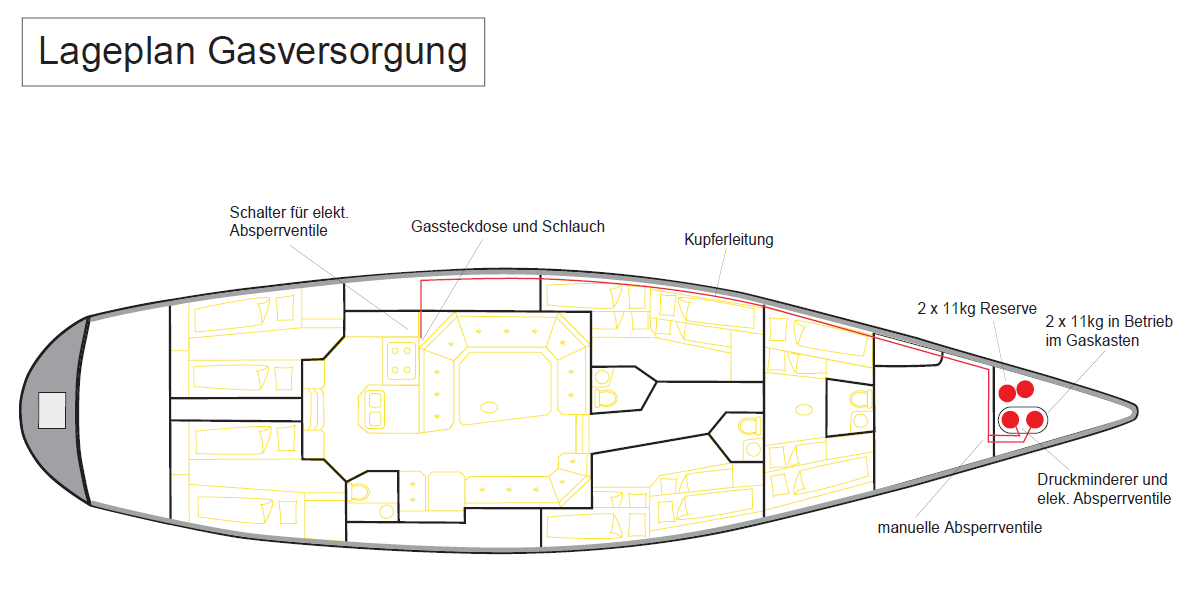 Lageplan Gasversorgung
Schalter für elekt.
Absperrventile
Gassteckdose und Schlauch
Kupferleitung
2 x 11kg Reserve
2 x 11kg in Betrieb
im Gaskasten
Druckminderer und
elek. Absperrventile
manuelle Absperrventile